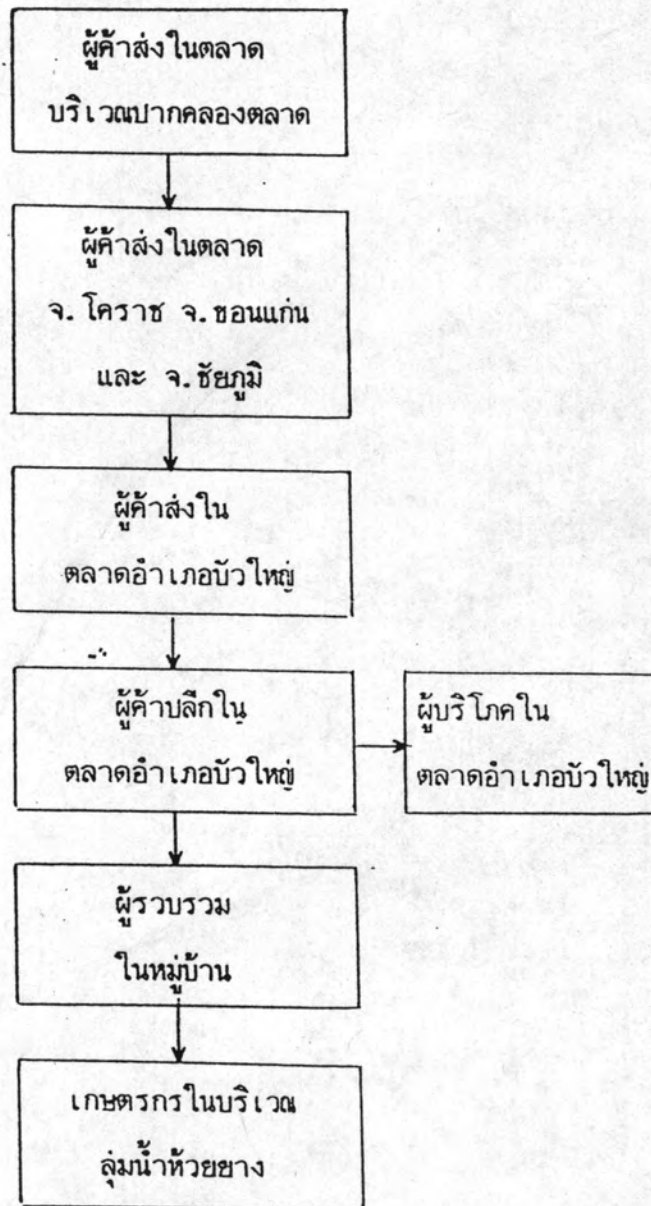 ผู้ค้าส่งในตลาด
บริเวณปากคลองตลาด
ผู้ค้าส่งในตลาด
จ. โคราช จ. ขอนแก่น
และ จ. ชัยภูมิ
ผู้ค้าส่งใน
ตลาดอำเภอบัวใหญ่
ผู้ค้าปลีกใน
ตลาดอำเภอบัวใหญ่
ผู้บริโภคใน
ตลาดอำเภอบัวใหญ่
ผู้รวบรวม
ในหมู่บ้าน
เกษตรกรในบริเวณ
ลุ่มน้ำห้วยยาง